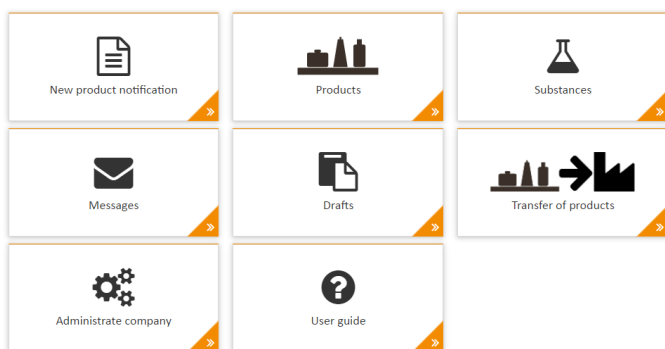 New product notification
Products
Substances
Messages
Drafts
Transfer of products
Administrate company
User guide